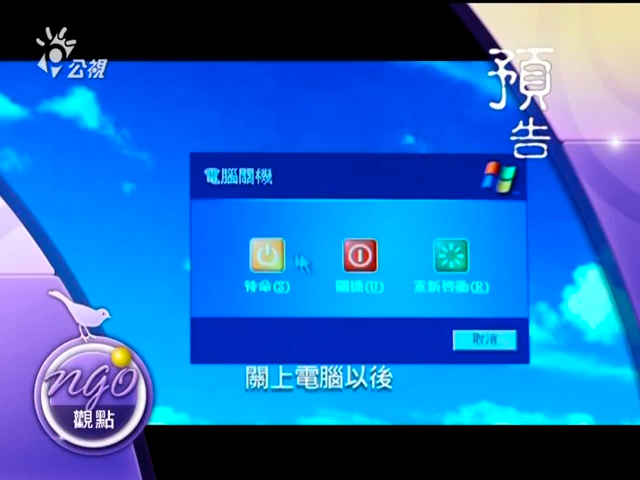 公視
預告
電腦關機
待命(S)
關機(U)
重新啟動(R)
取消
關上電腦以後
ngo
觀點